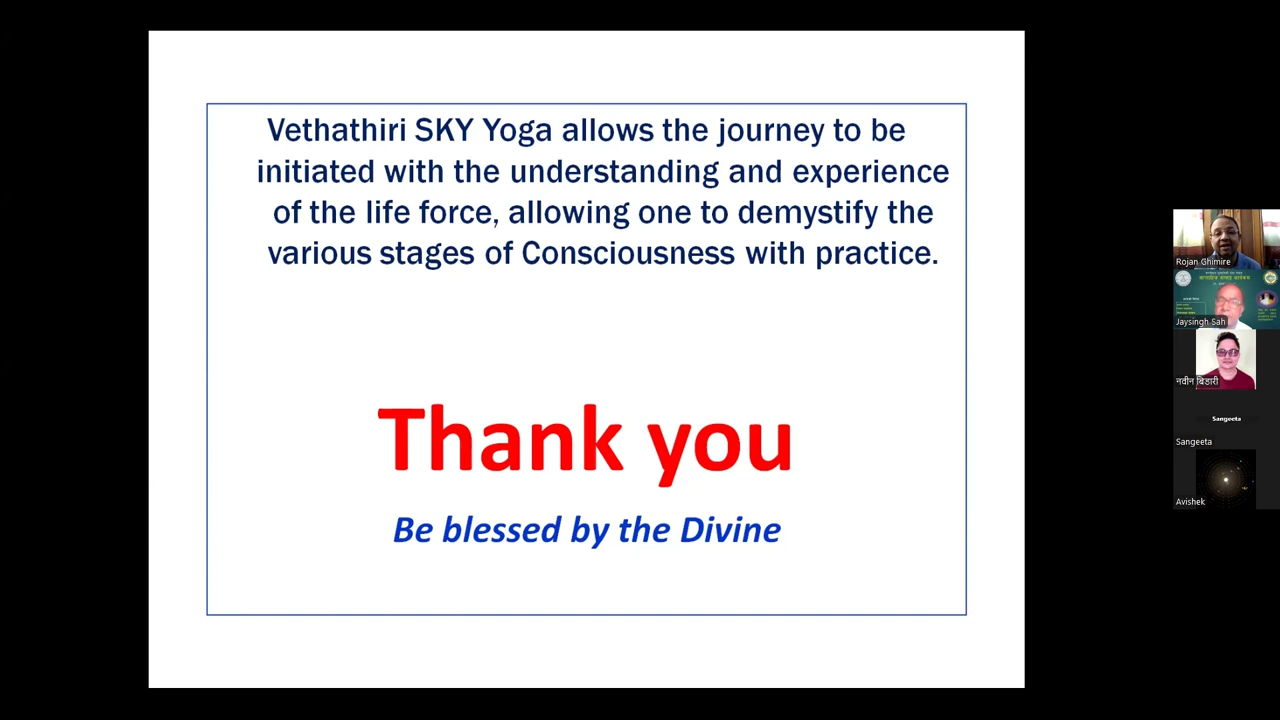 Vethathiri SKY Yoga allows the journey to be
initiated with the understanding and experience
of the life force, allowing one to demystify the
various stages of Consciousness with practice.
Thank you
Be blessed by the Divine
Rojan Ghimire
Jaysingh Sah
नवीन बिडारी
Sangeeta
Sangeeta
Avishek